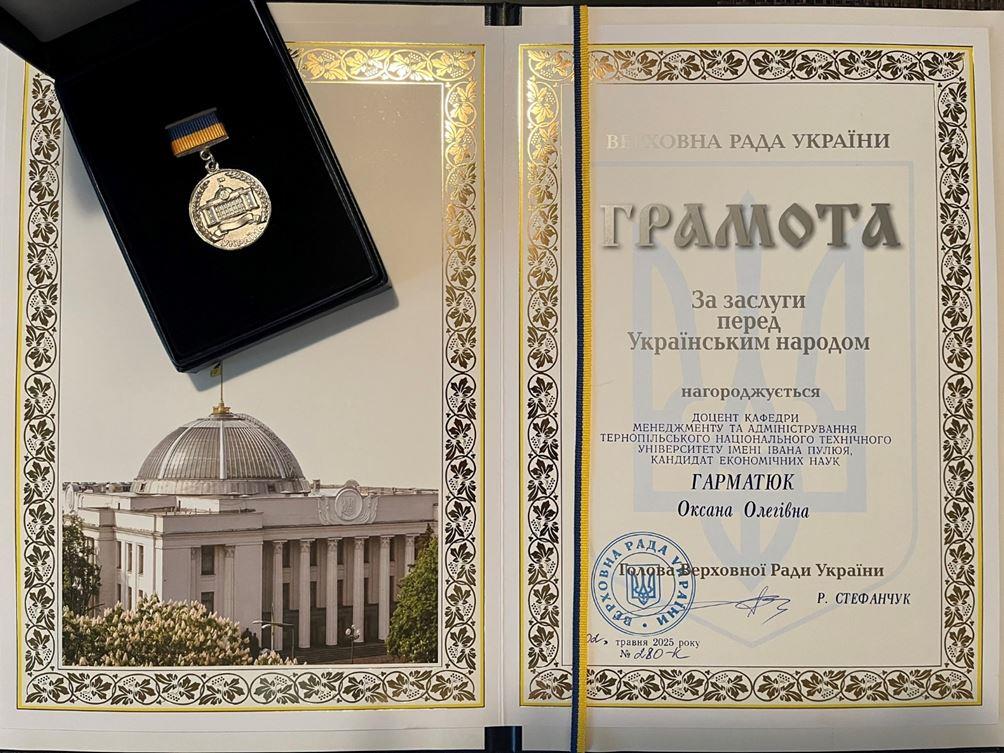 УКРАЇНА
ВЕРХОВНА РАДА УКРАЇНИ
ГРАМОТА
За заслуги
перед
Українським народом
нагороджується
ДОЦЕНТ КАФЕДРИ
МЕНЕДЖМЕНТУ ТА АДМІНІСТРУВАННЯ
ТЕРНОПІЛЬСЬКОГО НАЦІОНАЛЬНОГО ТЕХНІЧНОГО
УНІВЕРСИТЕТУ ІМЕНІ ІВАНА ПУЛЮЯ,
КАНДИДАТ ЕКОНОМІЧНИХ НАУК
ГАРМАТЮК
Оксана Олегівна
ВЕРХОВНА РАДА УКРАЇНИ
Голова Верховної Ради України
Р. СТЕФАНЧУК
травня 2025 року
№ 280-к